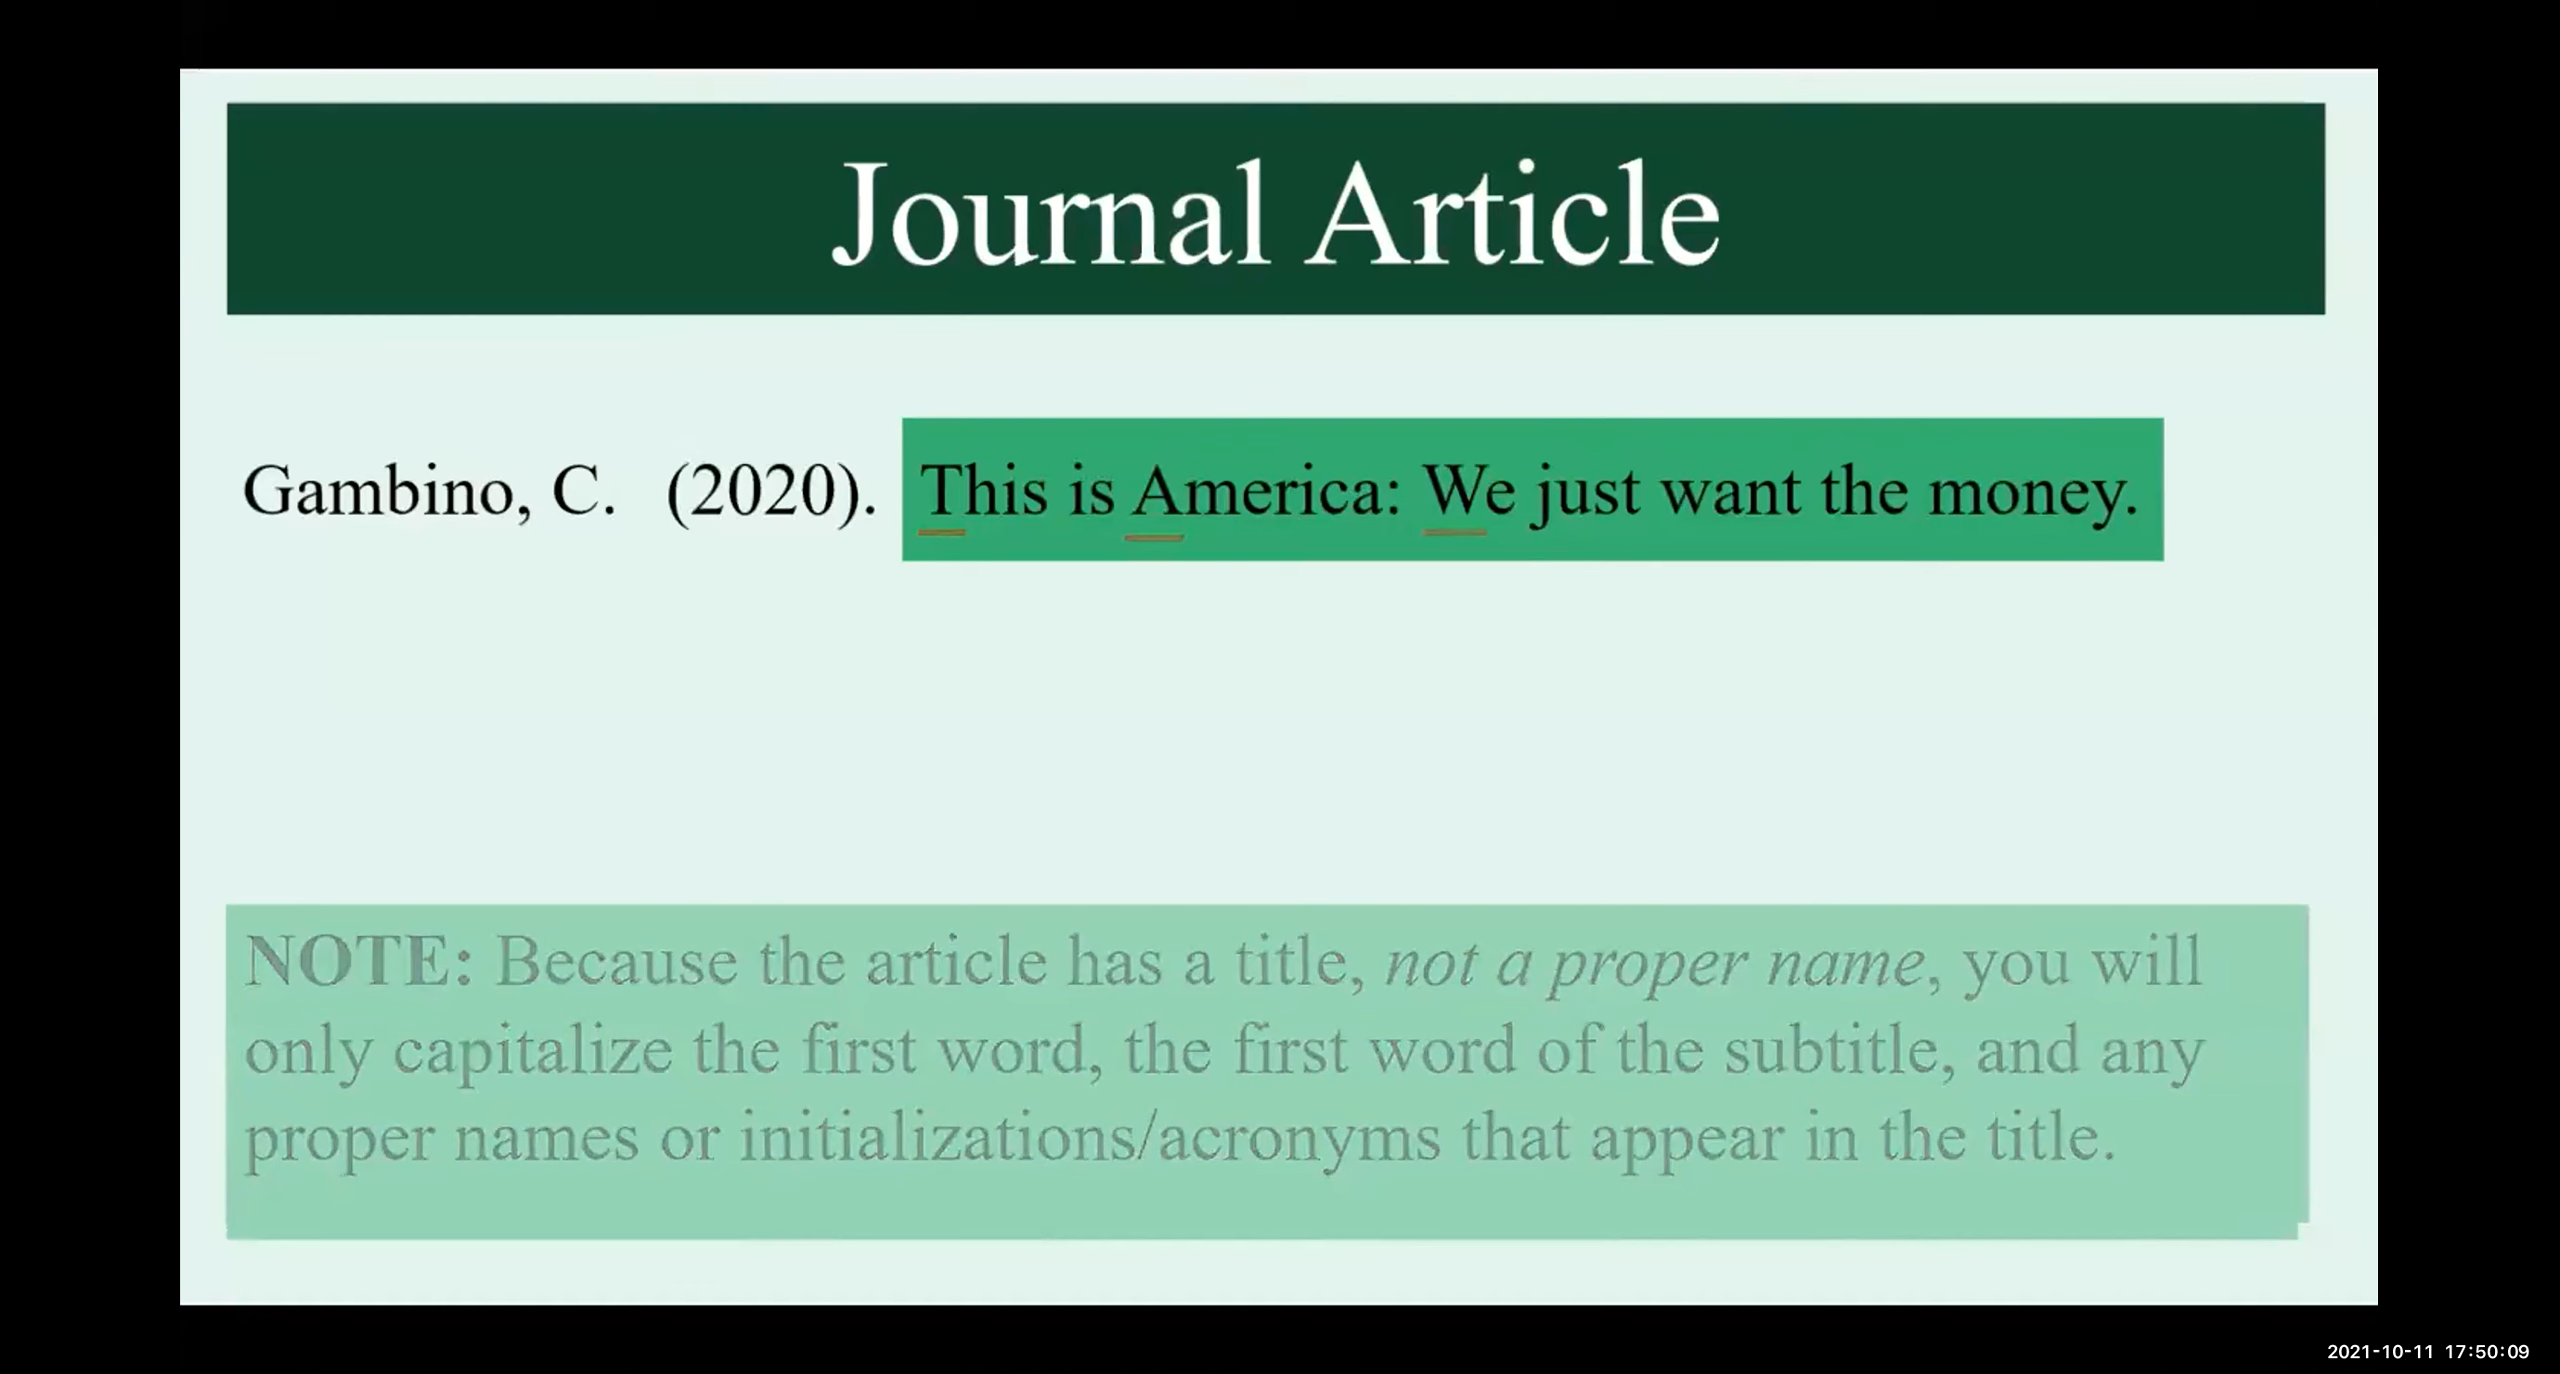 Journal Article
Gambino, C. (2020). This is America: We just want the money.
NOTE: Because the article has a title, not a proper name, you will
only capitalize the first word, the first word of the subtitle, and any
proper names or initializations/acronyms that appear in the title.
2021-10-11 17:50:09